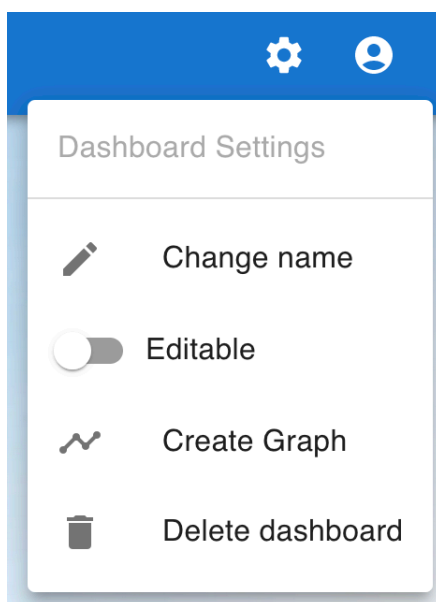 Dashboard Settings
Change name
Editable
Create Graph
Delete dashboard